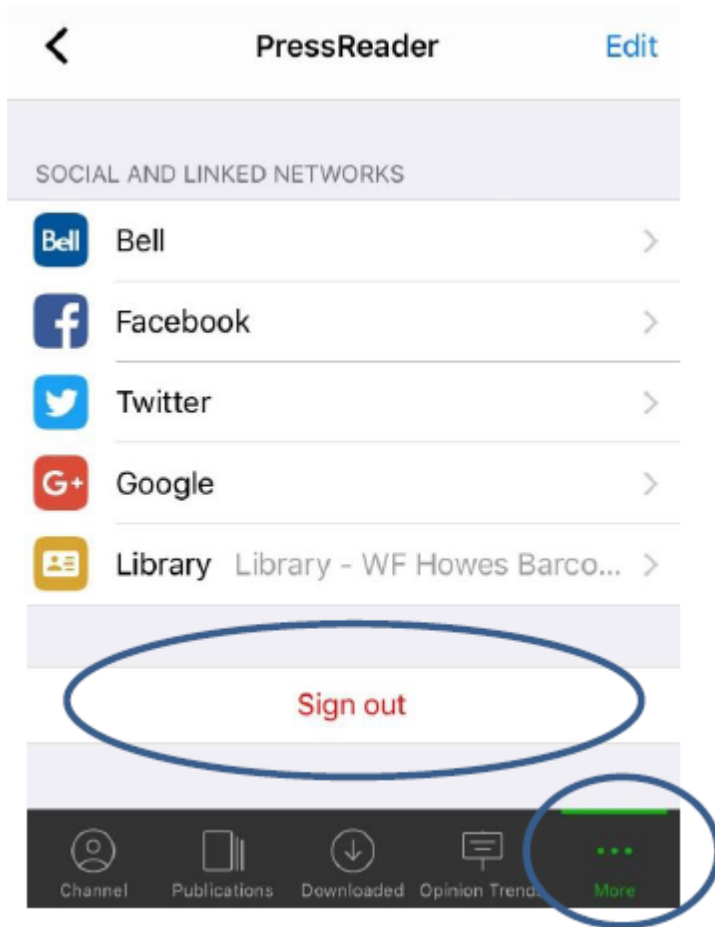 PressReader Edit
SOCIAL AND LINKED NETWORKS
Bell Bell
f Facebook
Twitter
G+ Google
Library Library - WF Howes Barco...
Sign out
Channel Publications Downloaded Opinion Trends More